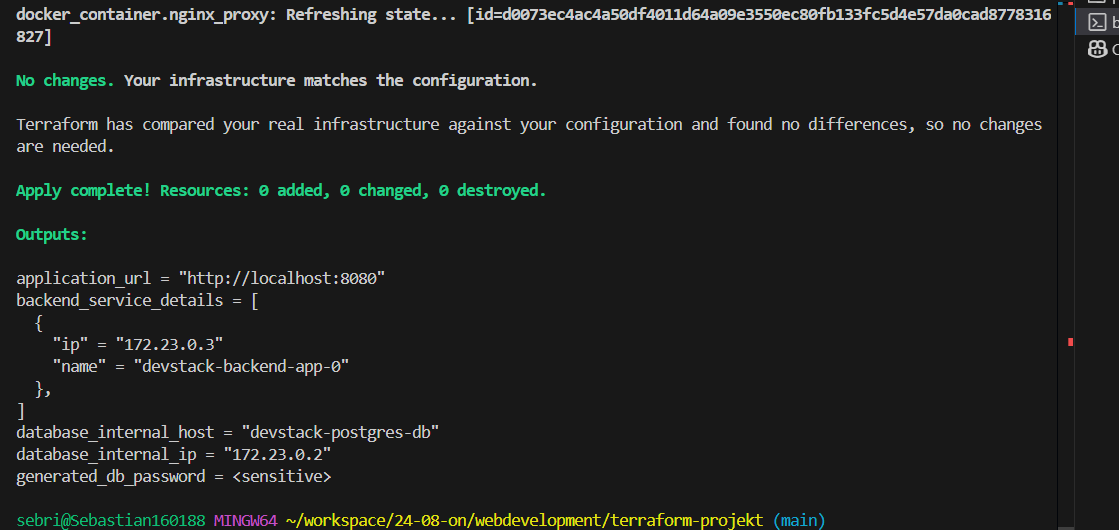 docker_container.nginx_proxy: Refreshing state... [id=d0073ec4ac4a50df4011d64a09e3550ec80fb133fc5d4e57da0cad8778316
827]
No changes. Your infrastructure matches the configuration.
Terraform has compared your real infrastructure against your configuration and found no differences, so no changes
are needed.
Apply complete! Resources: 0 added, 0 changed, 0 destroyed.
Outputs:
application_url = "http://localhost:8080"
backend_service_details = [
  {
    "ip" = "172.23.0.3"
    "name" = "devstack-backend-app-0"
  },
]
database_internal_host = "devstack-postgres-db"
database_internal_ip = "172.23.0.2"
generated_db_password = <sensitive>
sebri@Sebastian160188 MINGW64 ~/workspace/24-08-on/webdevelopment/terraform-projekt (main)